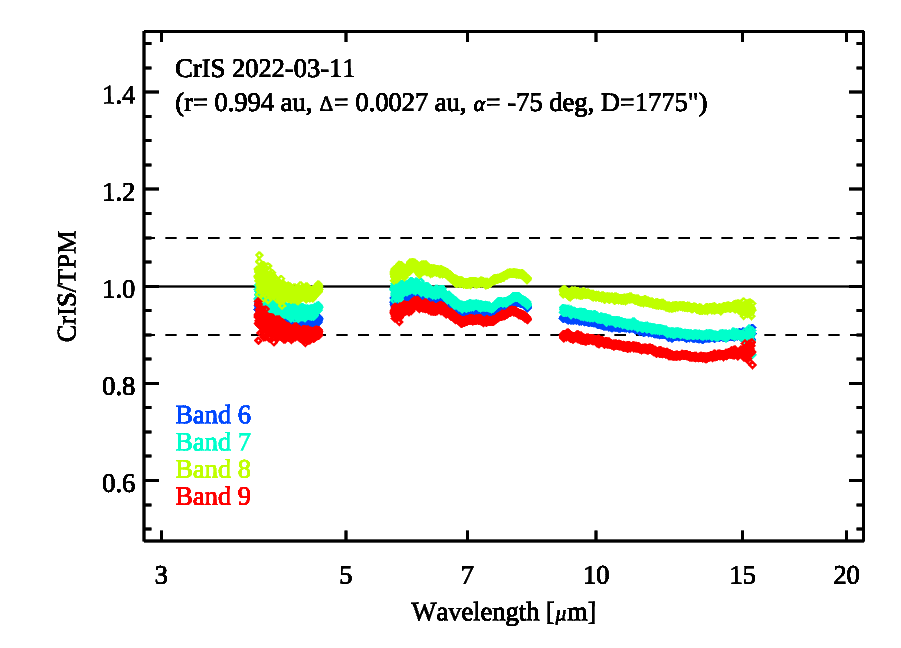 CrIS 2022-03-11
(r= 0.994 au, Δ= 0.0027 au, α= -75 deg, D=1775")
1.4
1.2
1.0
0.8
0.6
CrIS/TPM
Band 6
Band 7
Band 8
Band 9
3 5 7 10 15 20
Wavelength [μm]